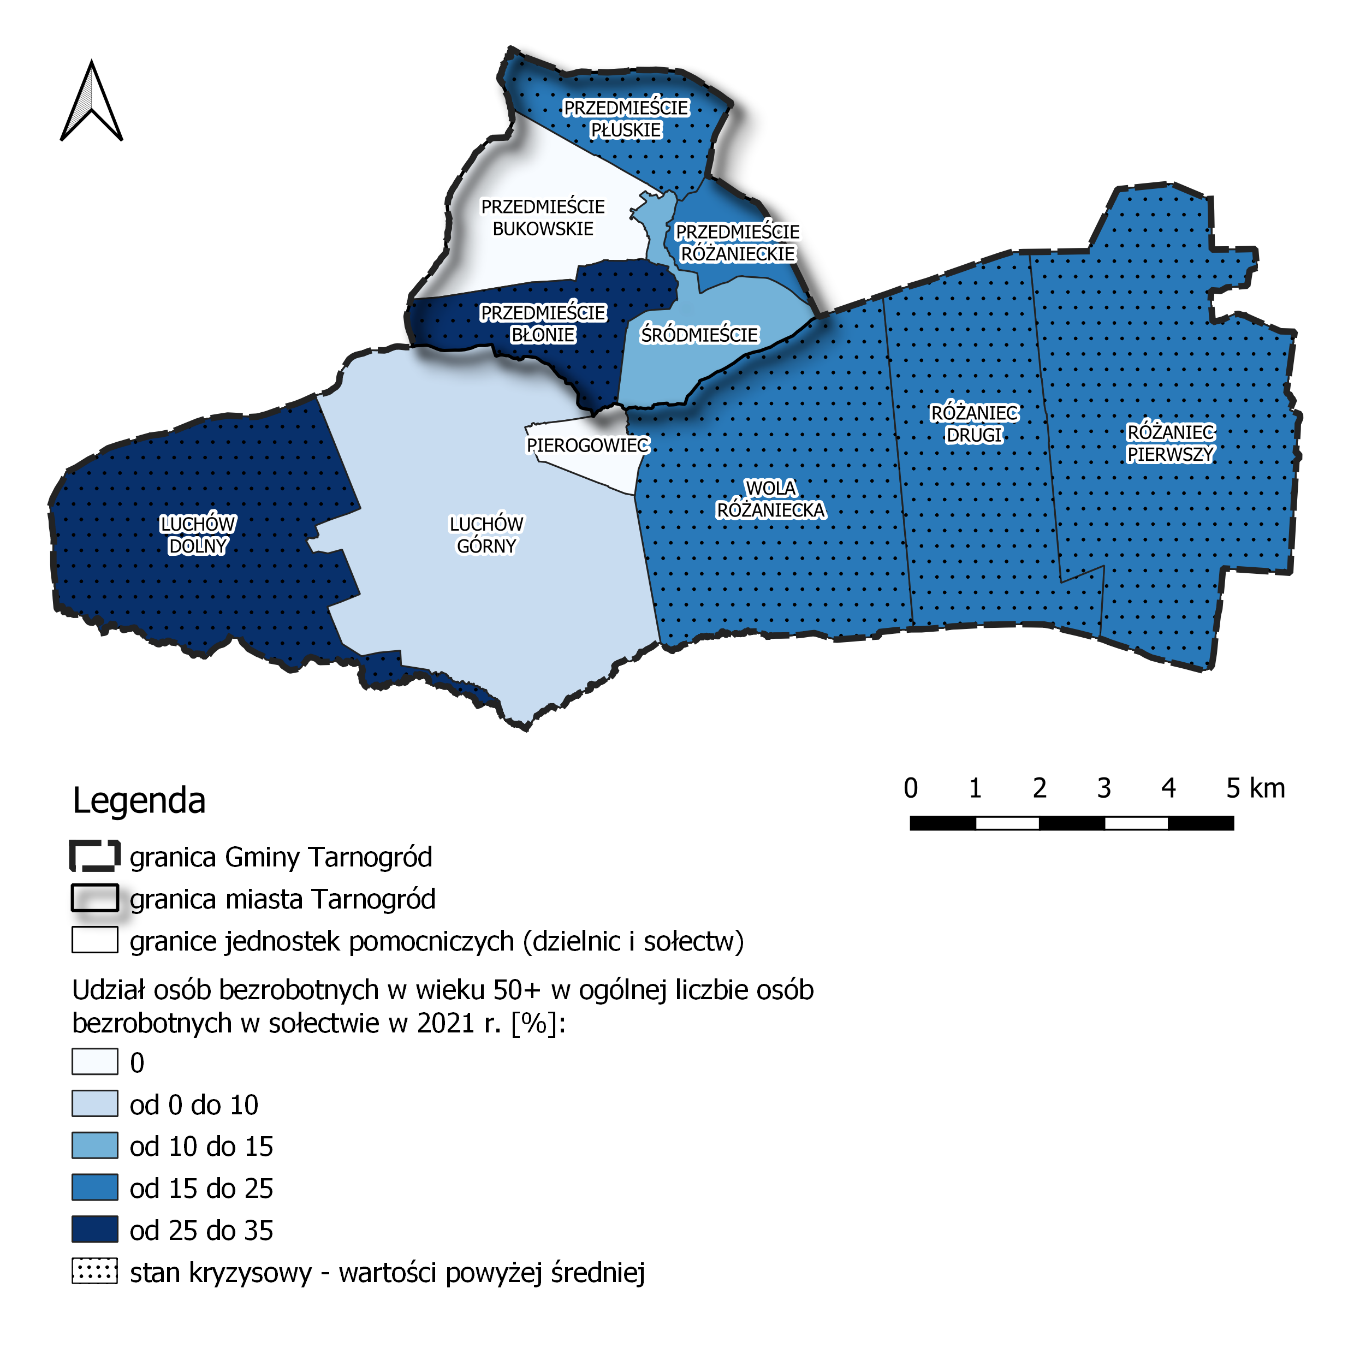 PRZEDMIEŚCIE
PŁUSKIE
PRZEDMIEŚCIE
BUKOWSKIE
PRZEDMIEŚCIE
RÓŻANIECKIE
PRZEDMIEŚCIE
BŁONIE
ŚRÓDMIEŚCIE
PIEROGOWIEC
RÓŻANIEC
DRUGI
RÓŻANIEC
PIERWSZY
WOLA
RÓŻANIECKA
LUCHÓW
DOLNY
LUCHÓW
GÓRNY
0 1 2 3 4 5 km
Legenda
granica Gminy Tarnogród
granica miasta Tarnogród
granice jednostek pomocniczych (dzielnic i sołectw)
Udział osób bezrobotnych w wieku 50+ w ogólnej liczbie osób
bezrobotnych w sołectwie w 2021 r. [%]:
0
od 0 do 10
od 10 do 15
od 15 do 25
od 25 do 35
stan kryzysowy - wartości powyżej średniej